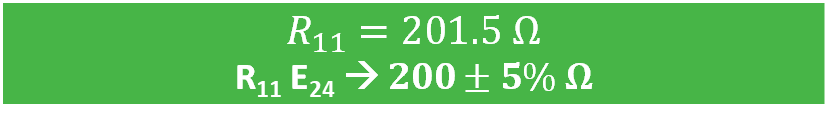 R₁₁ = 201.5 Ω
R₁₁ E₂₄ → 200 ± 5% Ω